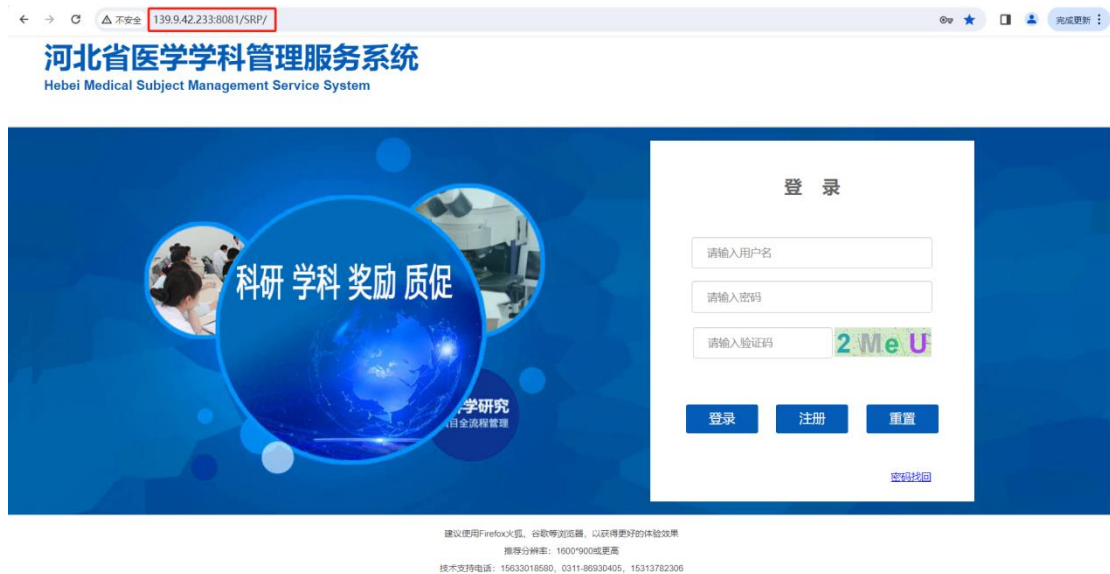 不安全 139.9.42.233:8081/SRP/ 完成更新
河北省医学学科管理服务系统
Hebei Medical Subject Management Service System
登 录
请输入用户名
科研 学科 奖励 质促
请输入密码
请输入验证码 2 M e U
学研究
目全流程管理
登录 注册 重置
密码找回
建议使用Firefox火狐、谷歌等浏览器，以获得更好的体验效果
推荐分辨率：1600*900或更高
技术支持电话：15633018580，0311-86930405，15313782306